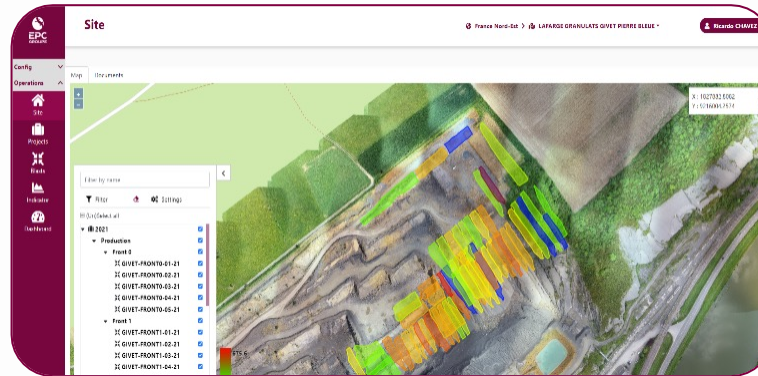 EPC
GROUPE
Site
France Nord-Est > LAFARGE GRANULATS GIVET PIERRE BLEUE
Ricardo CHAVEZ
Config
Operations
Map Documents
Site
Projects
Blasts
Indicator
Dashboard
Filter by name
Filter Settings
(Un)Select all
2021
Production
Front 0
GIVET-FRONT0-01-21
GIVET-FRONT0-02-21
GIVET-FRONT0-03-21
GIVET-FRONT0-04-21
GIVET-FRONT0-05-21
Front 1
GIVET-FRONT1-01-21
GIVET-FRONT1-02-21
GIVET-FRONT1-03-21
GIVET-FRONT1-04-21